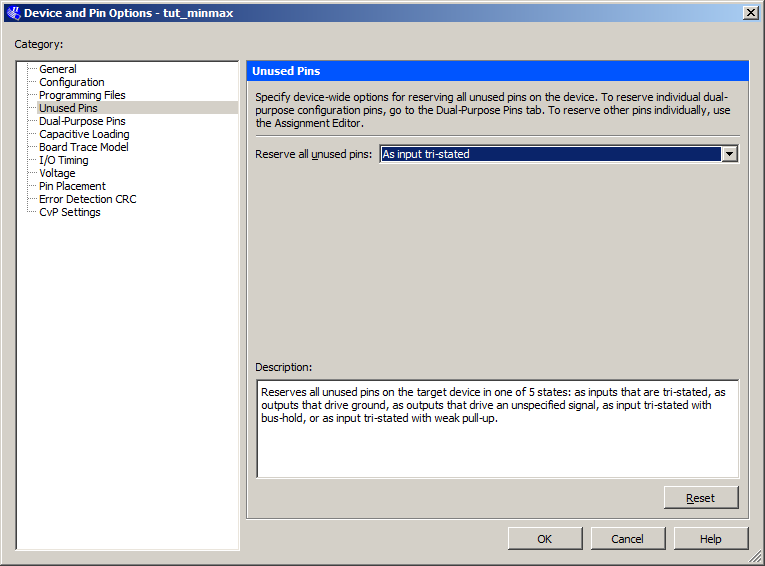 Device and Pin Options - tut_minmax
Category:
General
Configuration
Programming Files
Unused Pins
Dual-Purpose Pins
Capacitive Loading
Board Trace Model
I/O Timing
Voltage
Pin Placement
Error Detection CRC
CvP Settings
Unused Pins
Specify device-wide options for reserving all unused pins on the device. To reserve individual dual-
purpose configuration pins, go to the Dual-Purpose Pins tab. To reserve other pins individually, use
the Assignment Editor.
Reserve all unused pins: As input tri-stated
Description:
Reserves all unused pins on the target device in one of 5 states: as inputs that are tri-stated, as
outputs that drive ground, as outputs that drive an unspecified signal, as input tri-stated with
bus-hold, or as input tri-stated with weak pull-up.
Reset
OK Cancel Help